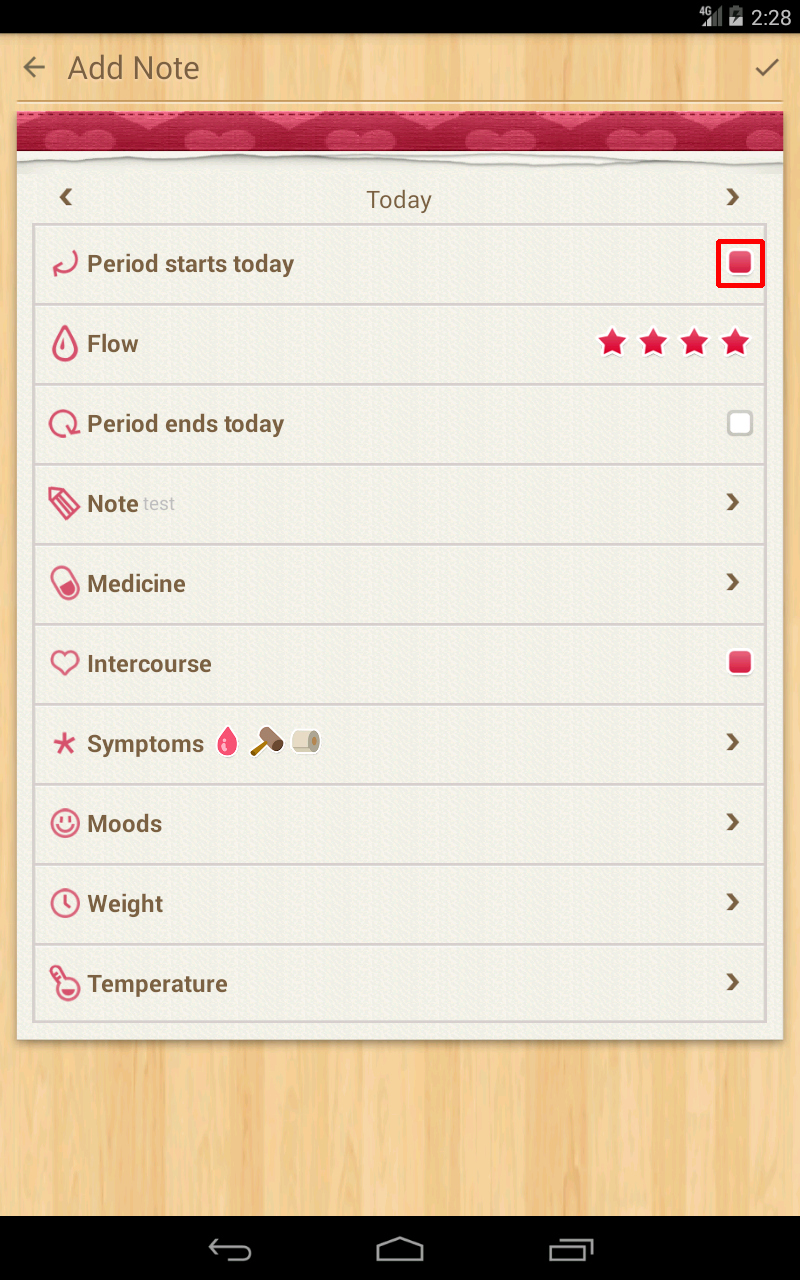 4G 2:28
Add Note
Today
Period starts today
Flow
Period ends today
Note test
Medicine
Intercourse
Symptoms
Moods
Weight
Temperature